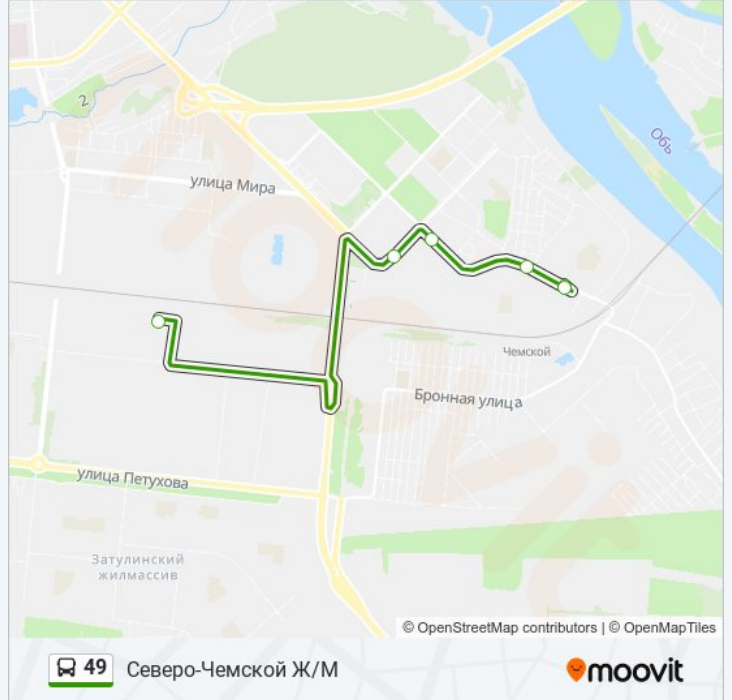 2
Обь
улица Мира
Чемской
Бронная улица
улица Петухова
Затулинский
жилмассив
© OpenStreetMap contributors | © OpenMapTiles
49 Северо-Чемской Ж/М
moovit